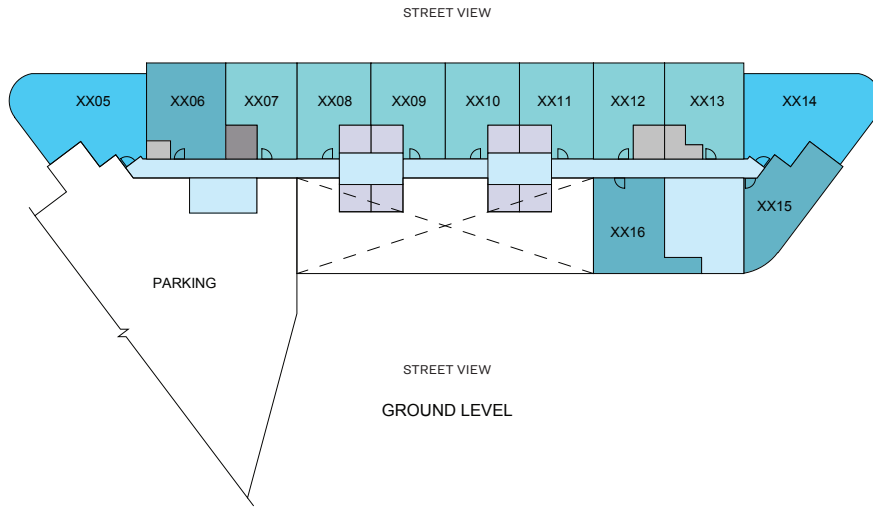 STREET VIEW
XX05
XX06
XX07
XX08
XX09
XX10
XX11
XX12
XX13
XX14
XX15
XX16
PARKING
STREET VIEW
GROUND LEVEL